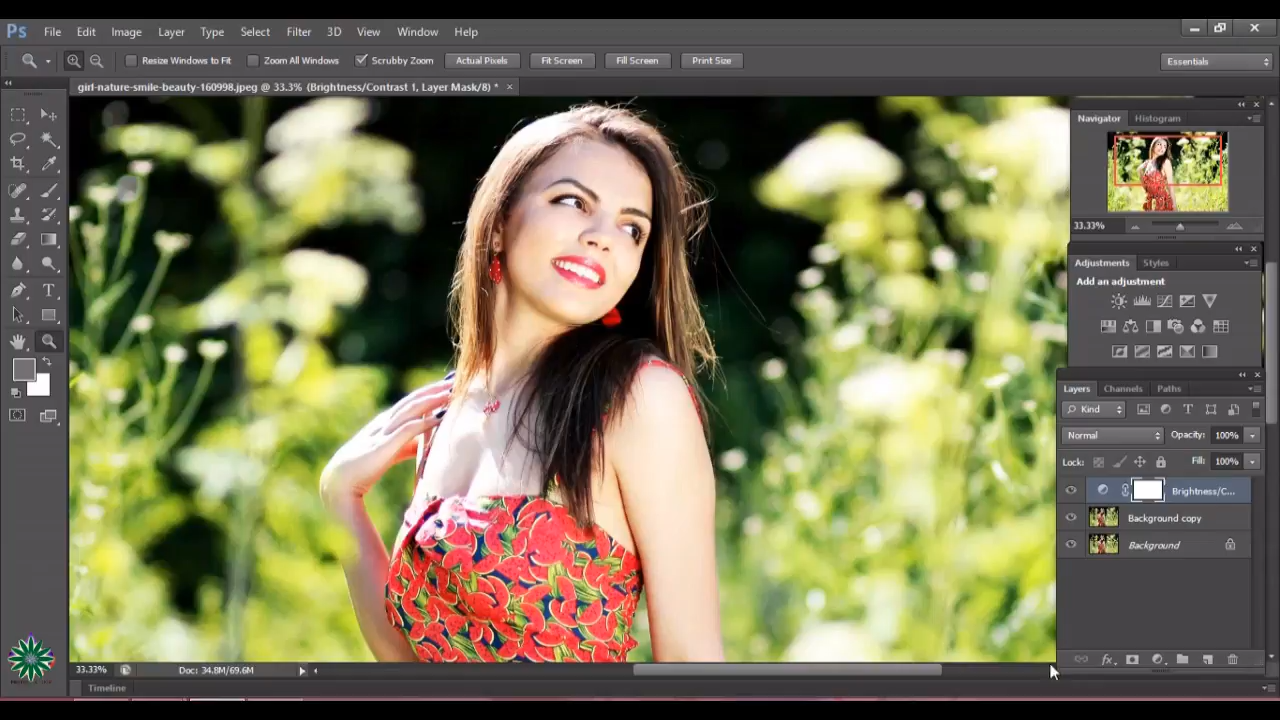 Ps File Edit Image Layer Type Select Filter 3D View Window Help
Resize Windows to Fit Zoom All Windows Scrubby Zoom Actual Pixels Fit Screen Fill Screen Print Size Essentials
girl-nature-smile-beauty-160998.jpeg @ 33.3% (Brightness/Contrast 1, Layer Mask/8) *
Navigator Histogram
33.33%
Adjustments Styles
Add an adjustment
Layers Channels Paths
Kind
Normal Opacity: 100%
Lock: Fill: 100%
Brightness/C...
Background copy
Background
33.33% Doc: 34.8M/69.6M
Timeline